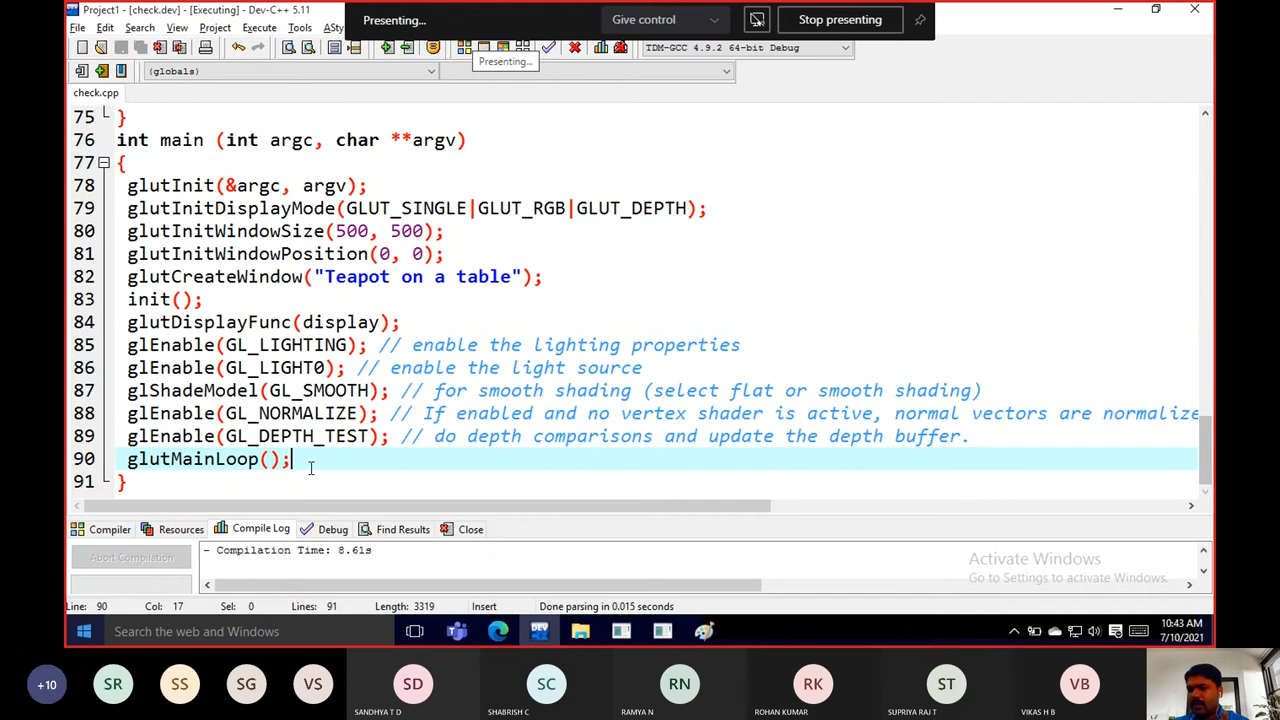 Project1 - [check.dev] - [Executing] - Dev-C++ 5.11
Presenting...
Give control
Stop presenting
File Edit Search View Project Execute Tools AStyle
Presenting...
TDM-GCC 4.9.2 64-bit Debug
(globals)
check.cpp
75 }
76 int main (int argc, char **argv)
77 {
78 glutInit(&argc, argv);
79 glutInitDisplayMode(GLUT_SINGLE|GLUT_RGB|GLUT_DEPTH);
80 glutInitWindowSize(500, 500);
81 glutInitWindowPosition(0, 0);
82 glutCreateWindow("Teapot on a table");
83 init();
84 glutDisplayFunc(display);
85 glEnable(GL_LIGHTING); // enable the lighting properties
86 glEnable(GL_LIGHT0); // enable the light source
87 glShadeModel(GL_SMOOTH); // for smooth shading (select flat or smooth shading)
88 glEnable(GL_NORMALIZE); // If enabled and no vertex shader is active, normal vectors are normalize
89 glEnable(GL_DEPTH_TEST); // do depth comparisons and update the depth buffer.
90 glutMainLoop();
91 }
Compiler Resources Compile Log Debug Find Results Close
Abort Compilation
- Compilation Time: 8.61s
Activate Windows
Go to Settings to activate Windows.
Line: 90 Col: 17 Sel: 0 Lines: 91 Length: 3319 Insert Done parsing in 0.015 seconds
Search the web and Windows
10:43 AM
7/10/2021
+10 SR SS SG VS SD SC RN RK ST VB
SANDHYA T D SHABRISH C RAMYA N ROHAN KUMAR SUPRIYA RAJ T VIKAS H B